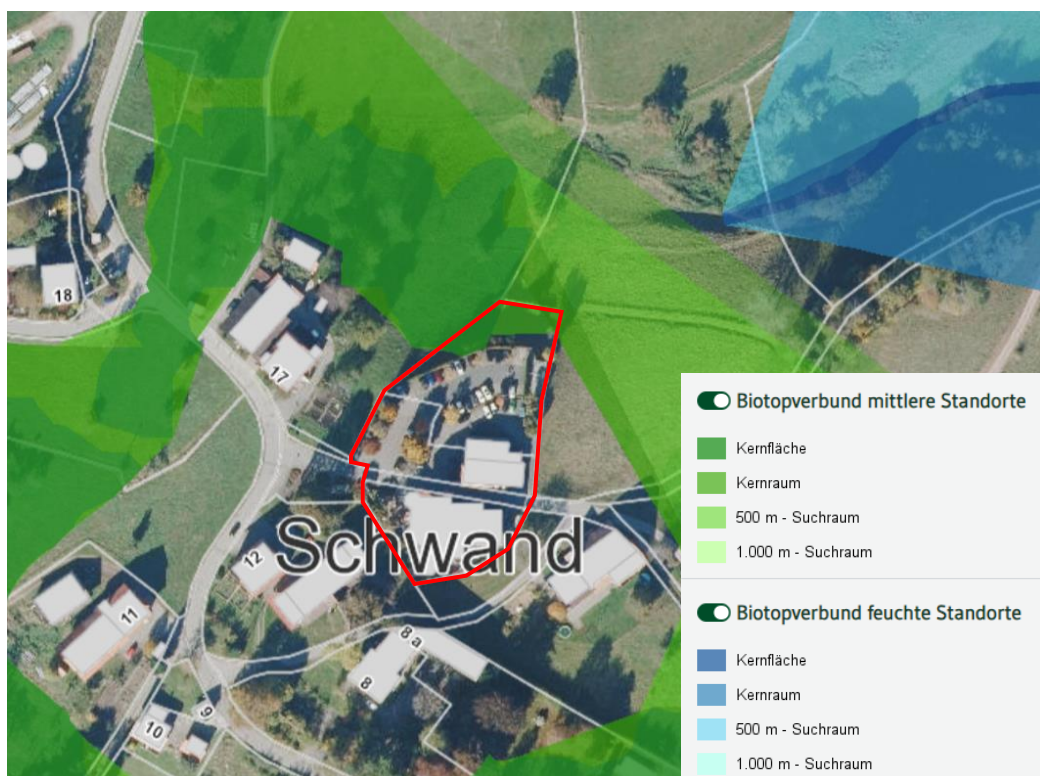 18
17
Schwand
12
11
8 a
8
9
10
Biotopverbund mittlere Standorte
Kernfläche
Kernraum
500 m - Suchraum
1.000 m - Suchraum
Biotopverbund feuchte Standorte
Kernfläche
Kernraum
500 m - Suchraum
1.000 m - Suchraum